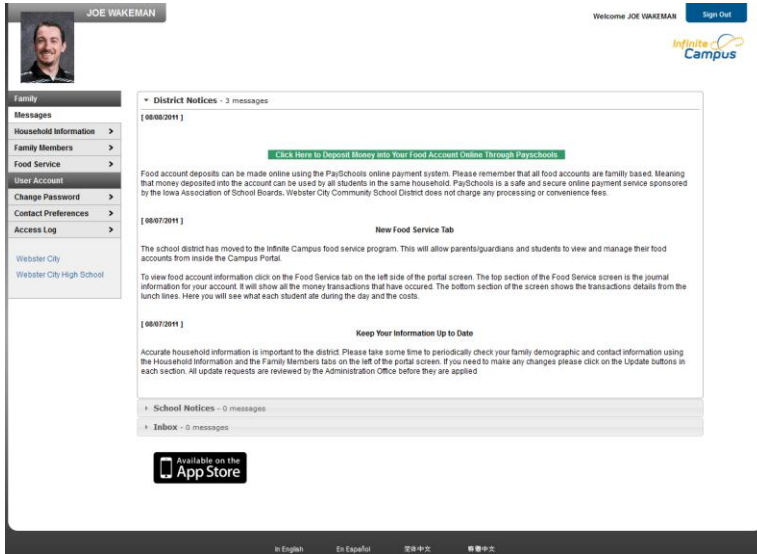 JOE WAKEMAN
Welcome JOE WAKEMAN
Sign Out
Infinite
Campus
Family
Messages
Household Information >
Family Members >
Food Service >
User Account
Change Password >
Contact Preferences >
Access Log >
Webster City
Webster City High School
District Notices - 3 messages
[ 08/08/2011 ]
Click Here to Deposit Money into Your Food Account Online Through Payschools
Food account deposits can be made online using the PaySchools online payment system. Please remember that all food accounts are familly based. Meaning
that money deposited into the account can be used by all students in the same household. PaySchools is a safe and secure online payment service sponsored
by the Iowa Association of School Boards. Webster City Community School District does not charge any processing or convenience fees.
[ 08/07/2011 ]
New Food Service Tab
The school district has moved to the Infinite Campus food service program. This will allow parents/guardians and students to view and manage their food
accounts from inside the Campus Portal.
To view food account information click on the Food Service tab on the left side of the portal screen. The top section of the Food Service screen is the journal
information for your account. It will show all the money transactions that have occured. The bottom section of the screen shows the transactions details from the
lunch lines. Here you will see what each student ate during the day and the costs.
[ 08/07/2011 ]
Keep Your Information Up to Date
Accurate household information is important to the district. Please take some time to periodically check your family demographic and contact information using
the Household Information and the Family Members tabs on the left of the portal screen. If you need to make any changes please click on the Update buttons in
each section. All update requests are reviewed by the Administration Office before they are applied
School Notices - 0 messages
Inbox - 0 messages
Available on the
App Store
In English En Español 简体中文 繁體中文